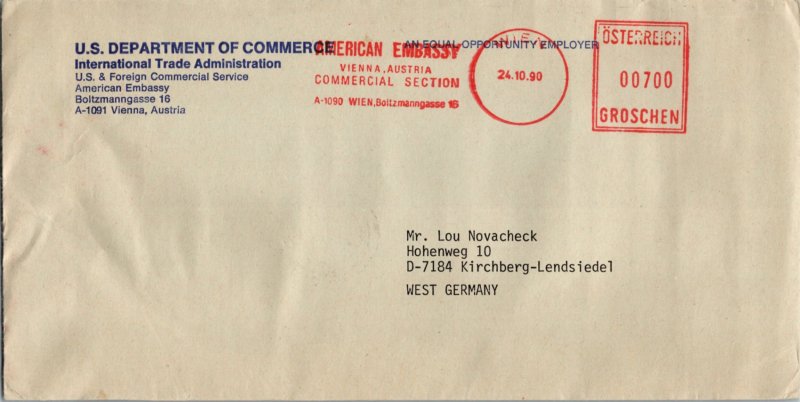 U.S. DEPARTMENT OF COMMERCE
International Trade Administration
U.S. & Foreign Commercial Service
American Embassy
Boltzmanngasse 16
A-1091 Vienna, Austria
AN EQUAL OPPORTUNITY EMPLOYER
AMERICAN EMBASSY
VIENNA, AUSTRIA
COMMERCIAL SECTION
A-1090 WIEN, Boltzmanngasse 16
24.10.90
ÖSTERREICH
00700
GROSCHEN
Mr. Lou Novacheck
Hohenweg 10
D-7184 Kirchberg-Lendsiedel
WEST GERMANY